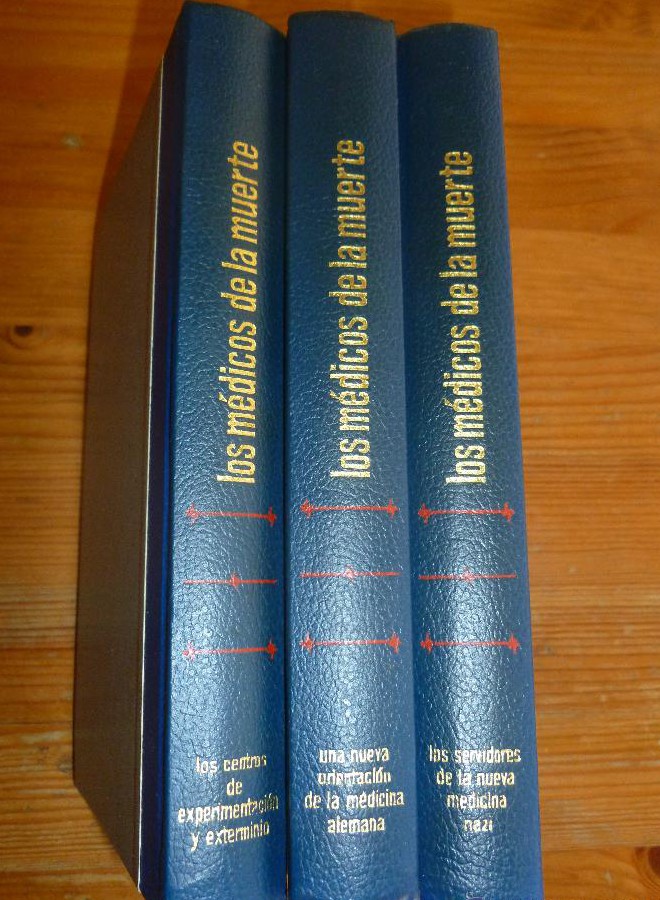 los médicos de la muerte
los centros
de
experimentación
y exterminio
los médicos de la muerte
una nueva
orientación
de la medicina
alemana
los médicos de la muerte
los servidores
de la nueva
medicina
nazi